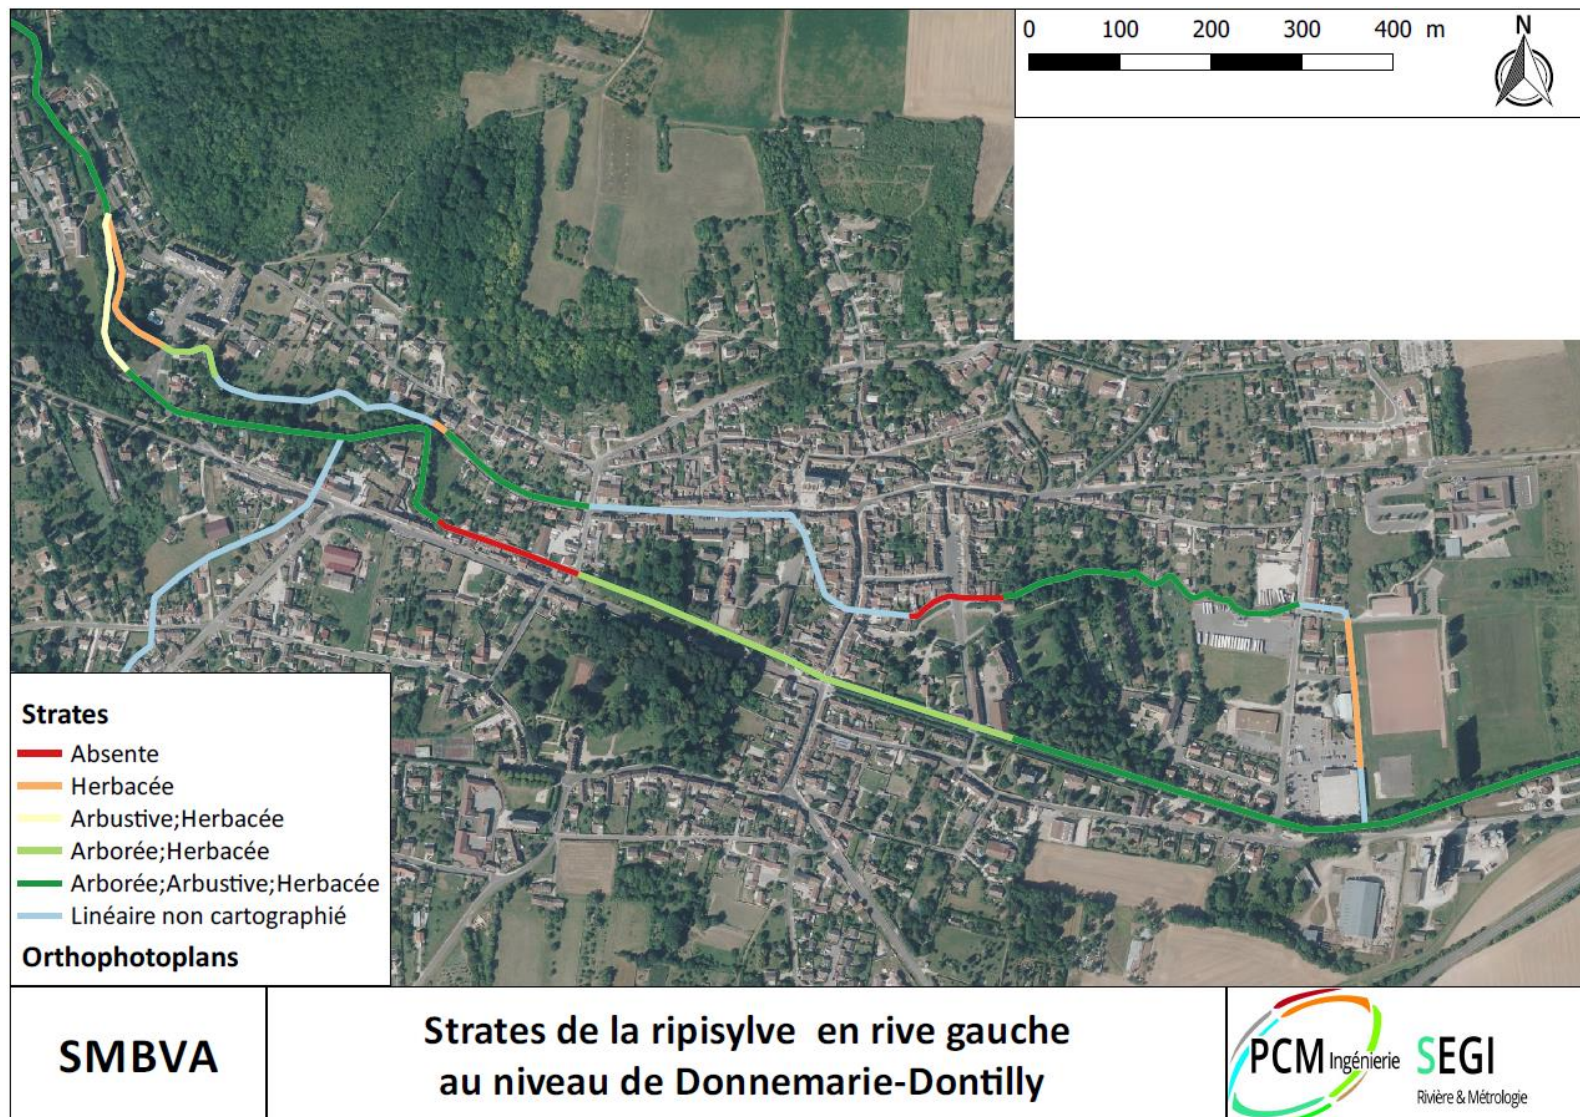 0 100 200 300 400 m
N
Strates
Absente
Herbacée
Arbustive;Herbacée
Arborée;Herbacée
Arborée;Arbustive;Herbacée
Linéaire non cartographié
Orthophotoplans
SMBVA
Strates de la ripisylve en rive gauche
au niveau de Donnemarie-Dontilly
PCM Ingénierie
SEGI
Rivière & Métrologie